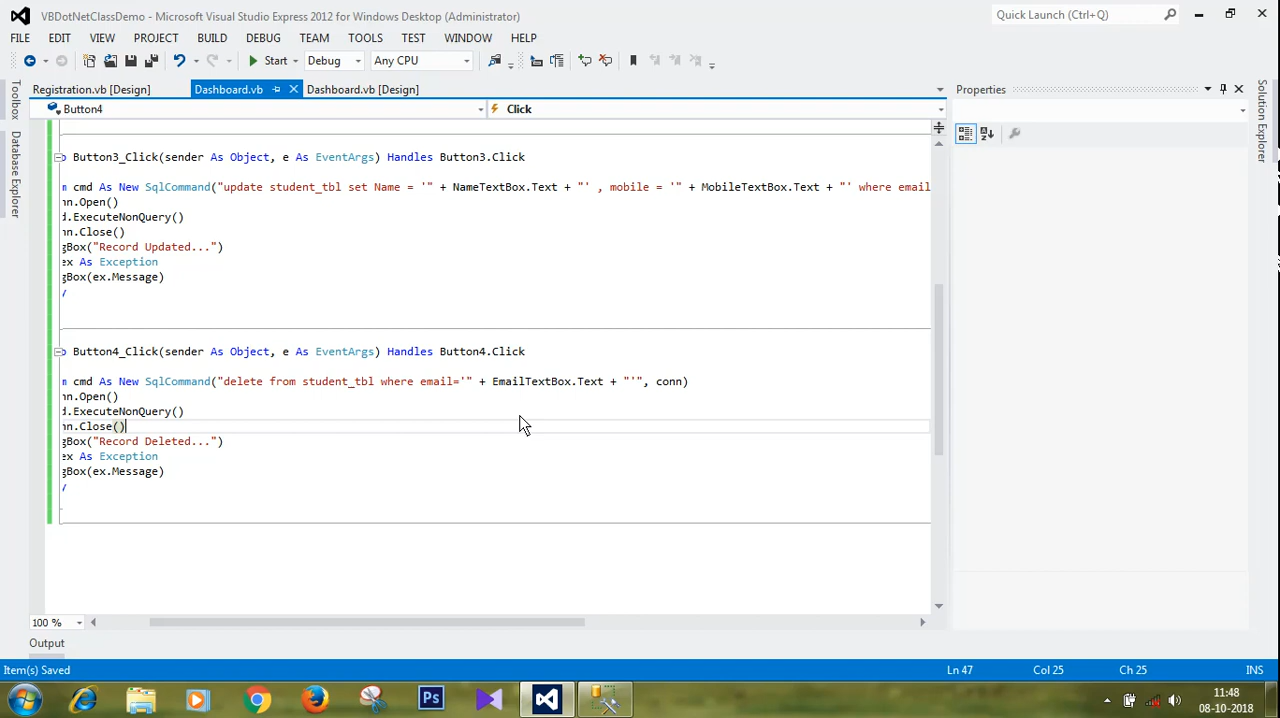 VBDotNetClassDemo - Microsoft Visual Studio Express 2012 for Windows Desktop (Administrator)
Quick Launch (Ctrl+Q)
FILE EDIT VIEW PROJECT BUILD DEBUG TEAM TOOLS TEST WINDOW HELP
Start Debug Any CPU
Toolbox
Database Explorer
Registration.vb [Design] Dashboard.vb Dashboard.vb [Design]
Button4 Click
Button3_Click(sender As Object, e As EventArgs) Handles Button3.Click
m cmd As New SqlCommand("update student_tbl set Name = '" + NameTextBox.Text + "' , mobile = '" + MobileTextBox.Text + "' where email
nn.Open()
d.ExecuteNonQuery()
nn.Close()
gBox("Record Updated...")
ex As Exception
gBox(ex.Message)
y
Button4_Click(sender As Object, e As EventArgs) Handles Button4.Click
m cmd As New SqlCommand("delete from student_tbl where email='" + EmailTextBox.Text + "'", conn)
nn.Open()
d.ExecuteNonQuery()
nn.Close()
gBox("Record Deleted...")
ex As Exception
gBox(ex.Message)
y
100 %
Properties
Solution Explorer
Output
Item(s) Saved Ln 47 Col 25 Ch 25 INS
Ps
11:48
08-10-2018